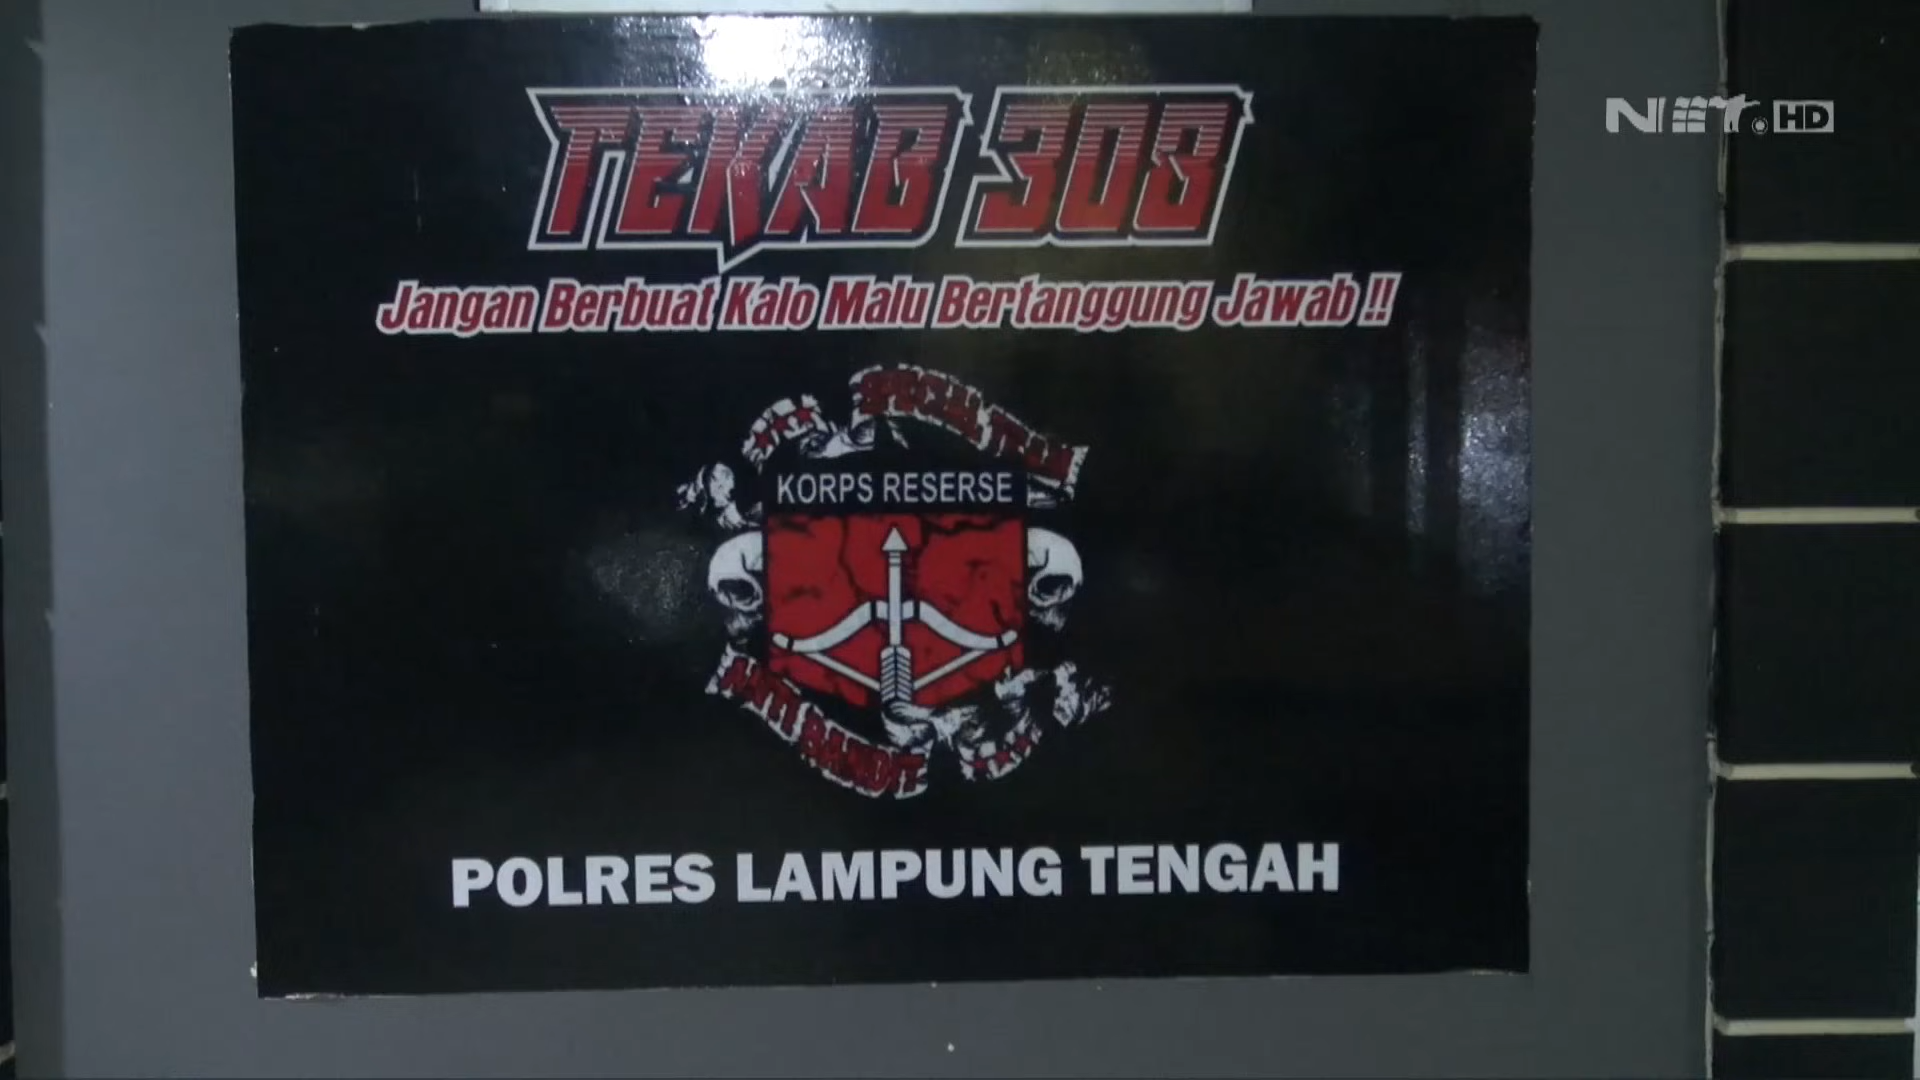 TEKAB 308
NET. HD
Jangan Berbuat Kalo Malu Bertanggung Jawab !!
SPECIAL TEAM
KORPS RESERSE
ANTI BANDIT
POLRES LAMPUNG TENGAH